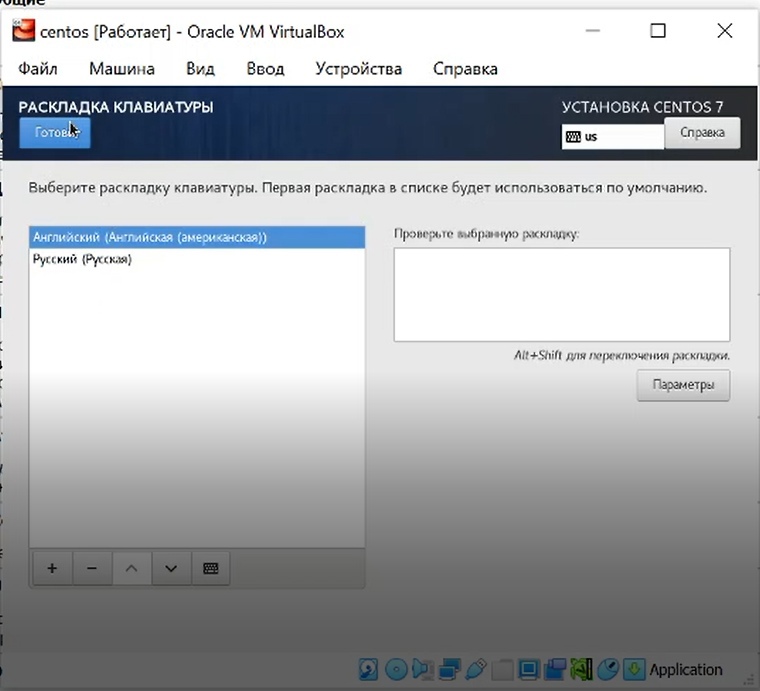 centos [Работает] - Oracle VM VirtualBox
Файл Машина Вид Ввод Устройства Справка
РАСКЛАДКА КЛАВИАТУРЫ
УСТАНОВКА CENTOS 7
Готово
us
Справка
Выберите раскладку клавиатуры. Первая раскладка в списке будет использоваться по умолчанию.
Английский (Английская (американская))
Русский (Русская)
Проверьте выбранную раскладку:
Alt+Shift для переключения раскладки.
Параметры
Application